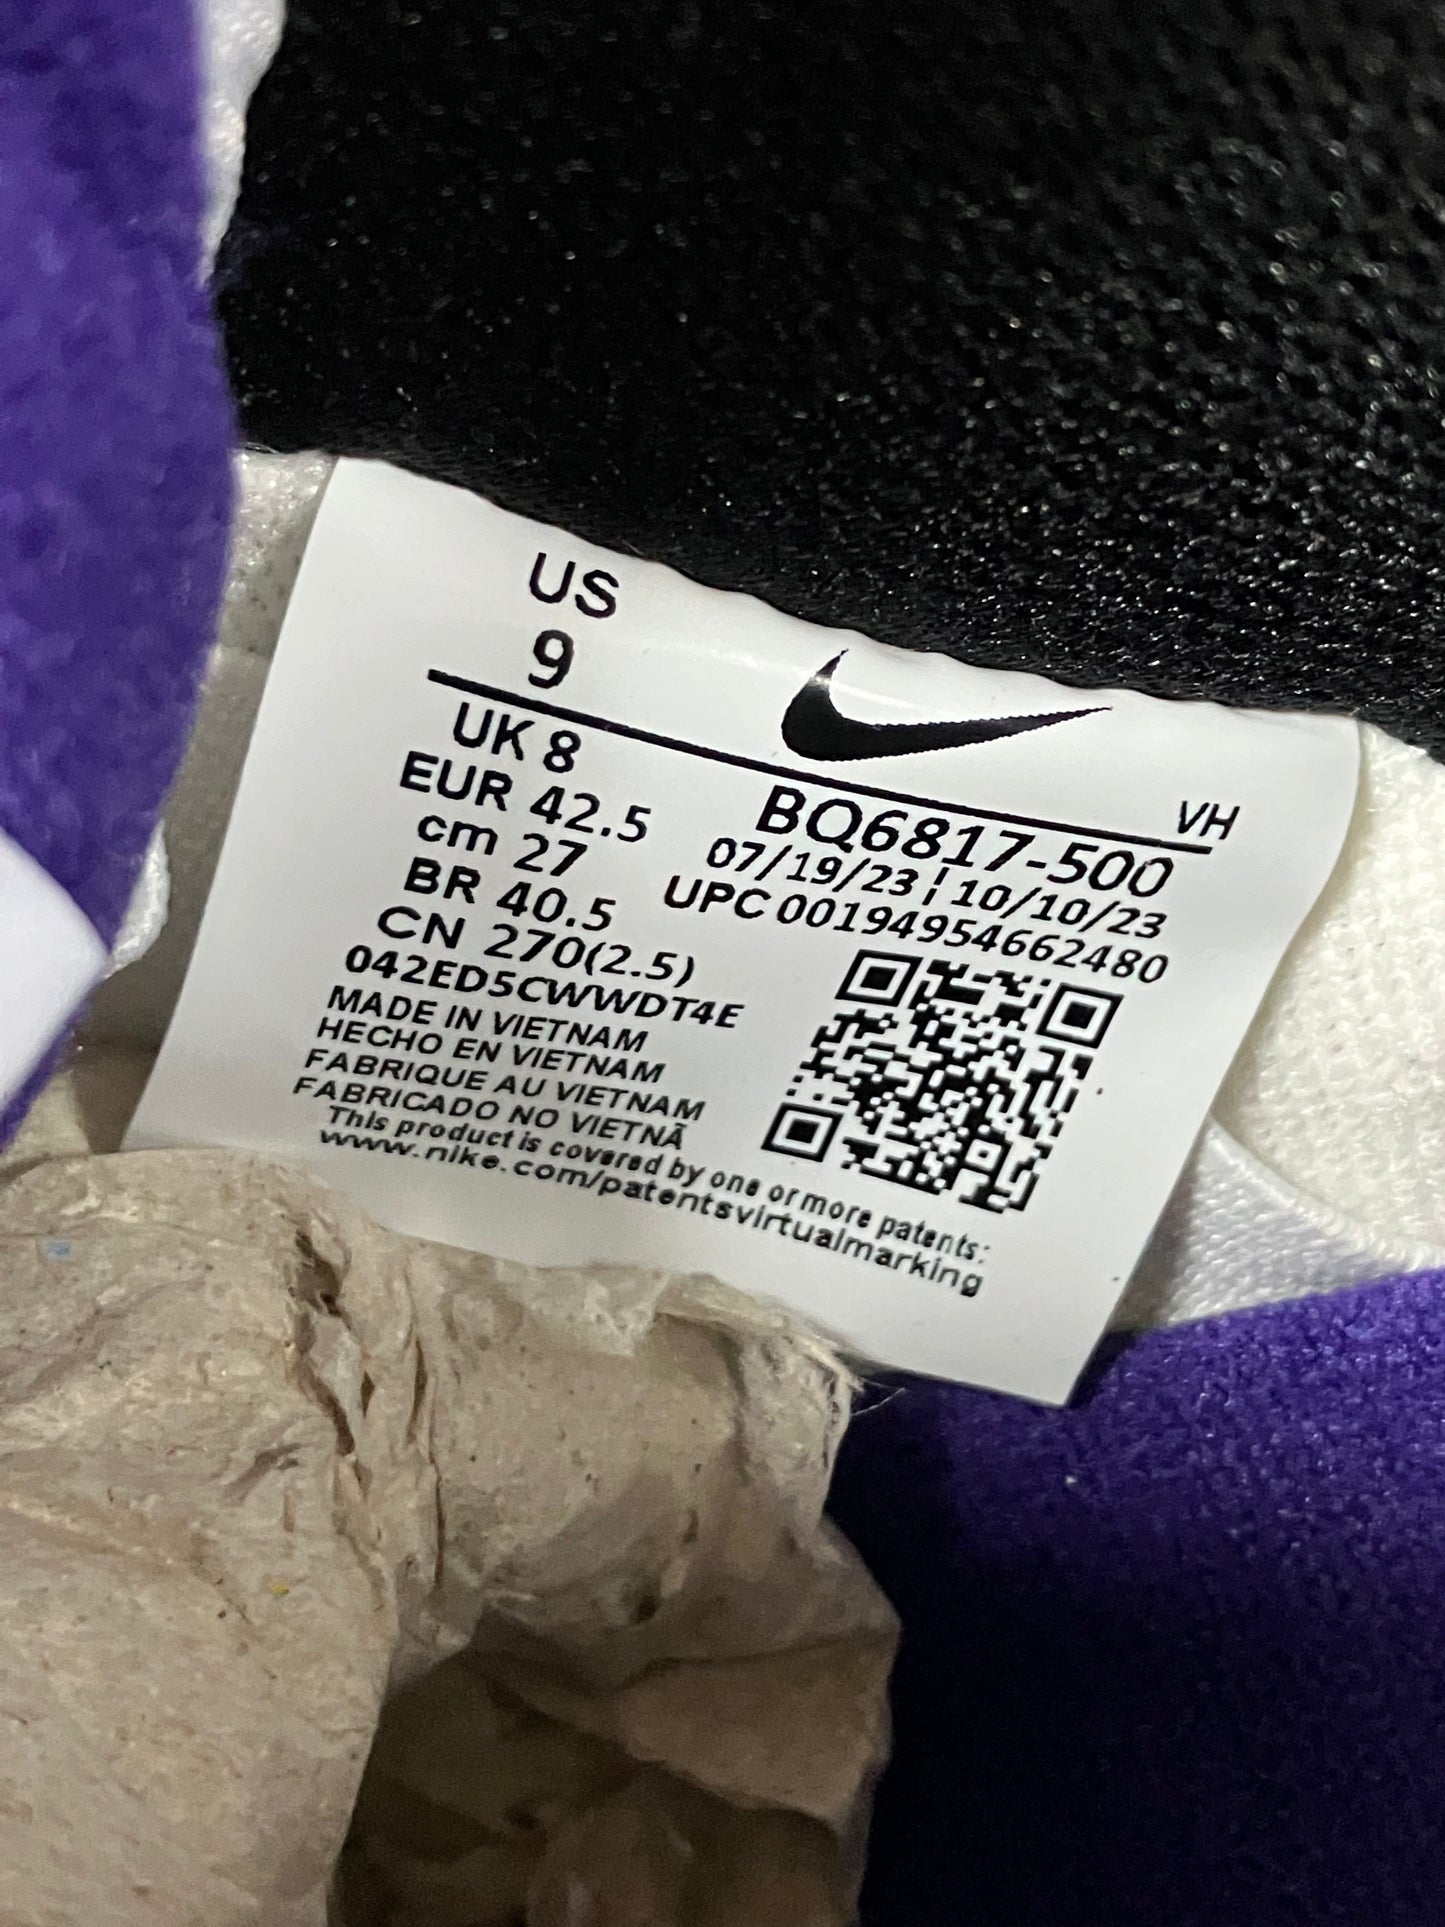 US
9
VH
UK 8
EUR 42.5
cm 27
BR 40.5
CN 270(2.5)
042ED5CWWDT4E
BQ6817-500
07/19/23 ¦ 10/10/23
UPC 00194954662480
MADE IN VIETNAM
HECHO EN VIETNAM
FABRIQUE AU VIETNAM
FABRICADO NO VIETNÃ
This product is covered by one or more patents:
www.nike.com/patentsvirtualmarking